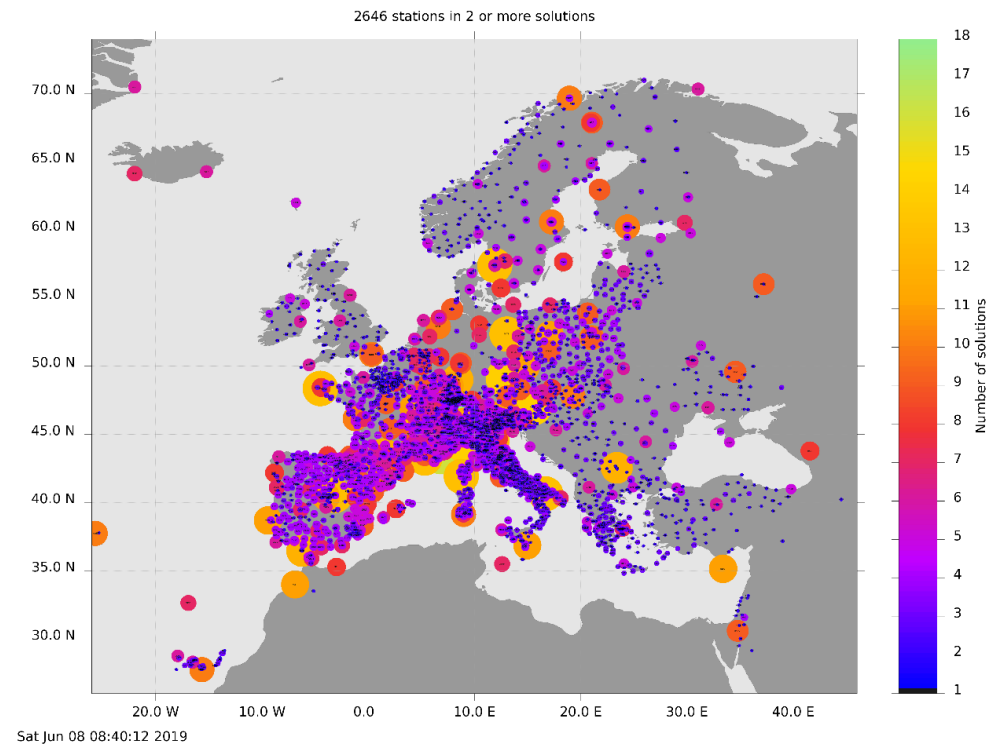 2646 stations in 2 or more solutions
70.0 N
65.0 N
60.0 N
55.0 N
50.0 N
45.0 N
40.0 N
35.0 N
30.0 N
20.0 W
10.0 W
0.0
10.0 E
20.0 E
30.0 E
40.0 E
18
17
16
15
14
13
12
11
10
9
8
7
6
5
4
3
2
1
Number of solutions
Sat Jun 08 08:40:12 2019